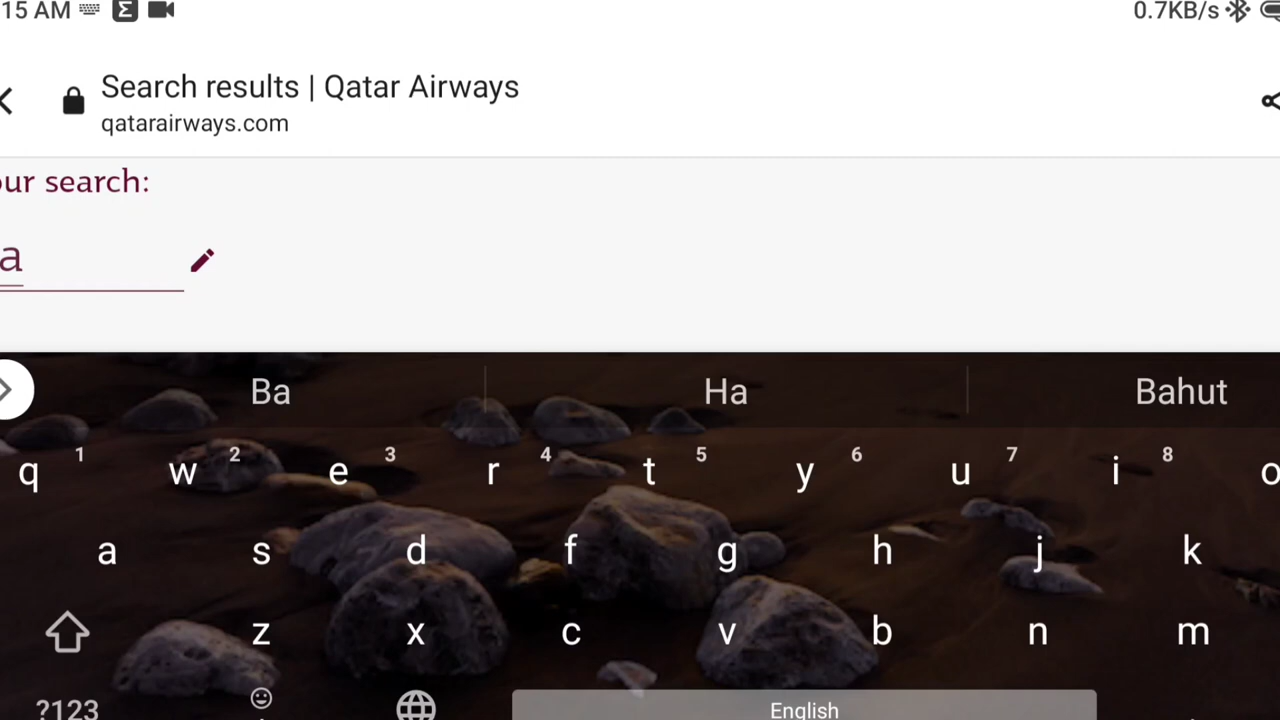 15 AM 0.7KB/s
Search results | Qatar Airways
qatarairways.com
our search:
a
Ba Ha Bahut
q 1 w 2 e 3 r 4 t 5 y 6 u 7 i 8 o
a s d f g h j k
z x c v b n m
?123 English